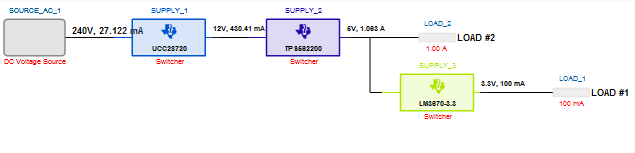 SOURCE_AC_1
DC Voltage Source
240V, 27.122 mA
SUPPLY_1
UCC28720
Switcher
12V, 430.41 mA
SUPPLY_2
TPS562200
Switcher
5V, 1.063 A
LOAD_2
1.00 A
LOAD #2
SUPPLY_3
LM3670-3.3
Switcher
3.3V, 100 mA
LOAD_1
100 mA
LOAD #1